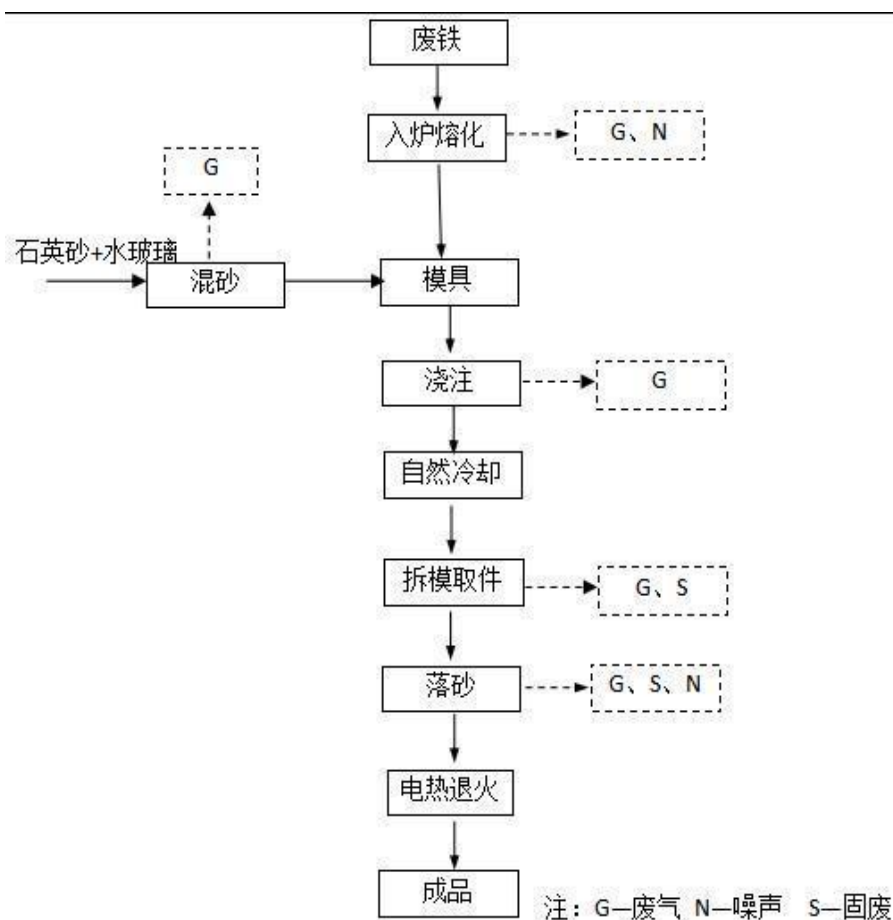 废铁
入炉熔化
G、N
G
石英砂+水玻璃
混砂
模具
浇注
G
自然冷却
拆模取件
G、S
落砂
G、S、N
电热退火
成品
注：G—废气 N—噪声 S—固废